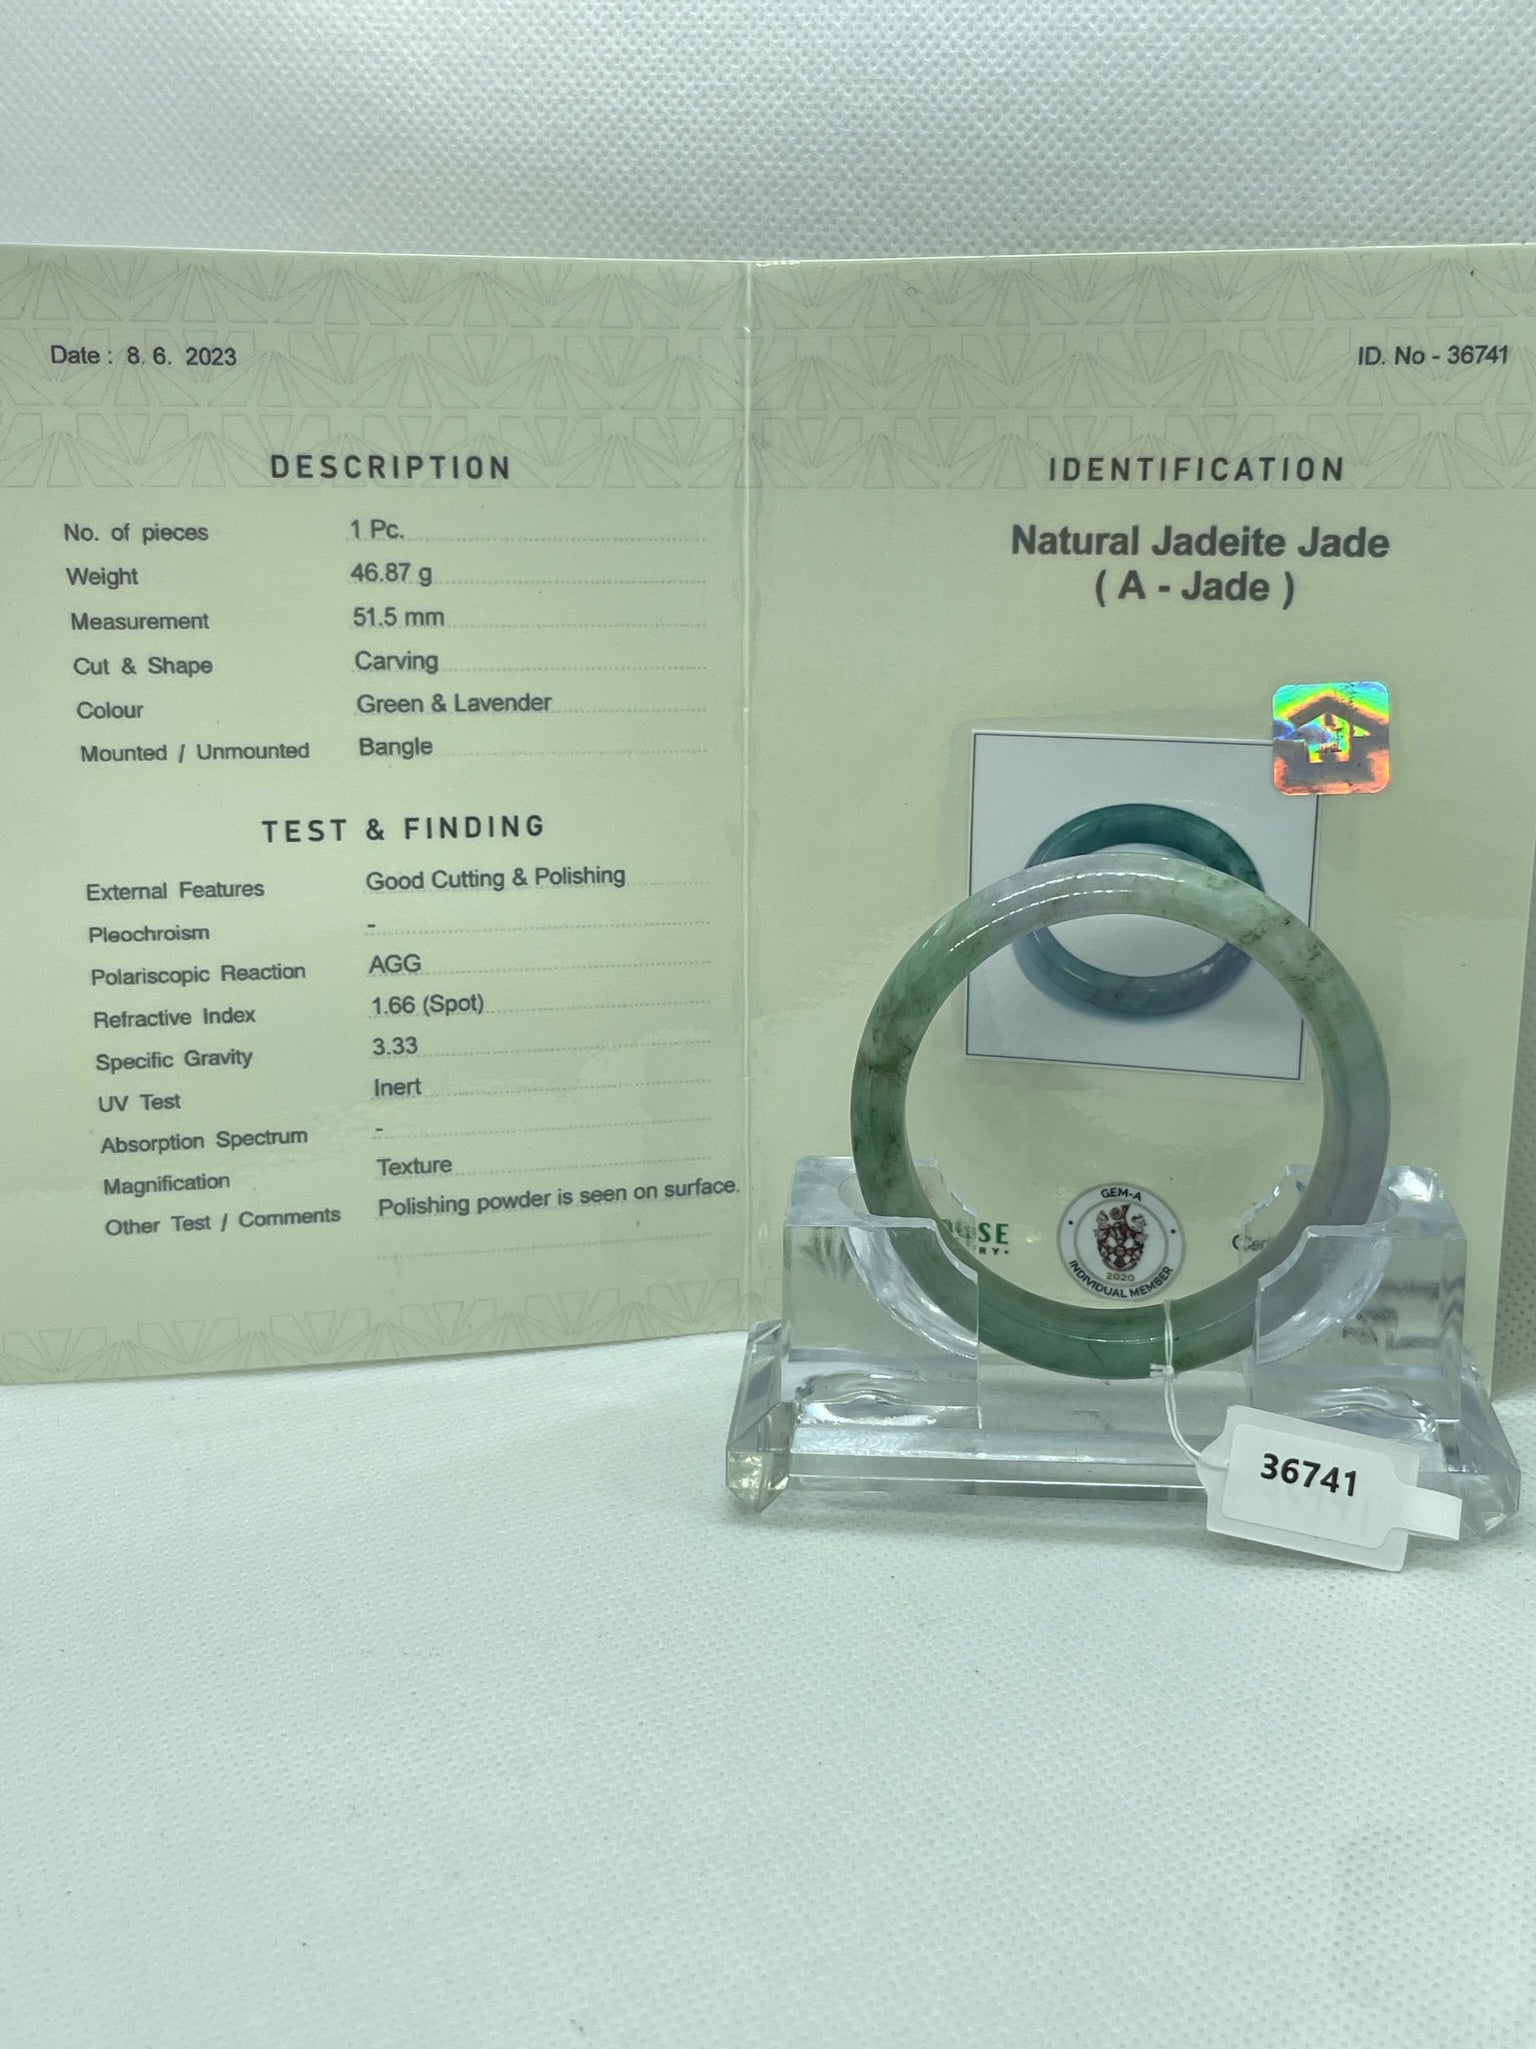 Date : 8. 6. 2023
DESCRIPTION
No. of pieces 1 Pc.
Weight 46.87 g
Measurement 51.5 mm
Cut & Shape Carving
Colour Green & Lavender
Mounted / Unmounted Bangle
TEST & FINDING
External Features Good Cutting & Polishing
Pleochroism -
Polariscopic Reaction AGG
Refractive Index 1.66 (Spot)
Specific Gravity 3.33
UV Test Inert
Absorption Spectrum -
Magnification Texture
Other Test / Comments Polishing powder is seen on surface.
ID. No - 36741
IDENTIFICATION
Natural Jadeite Jade
( A - Jade )
GEM-A
2020
INDIVIDUAL MEMBER
36741